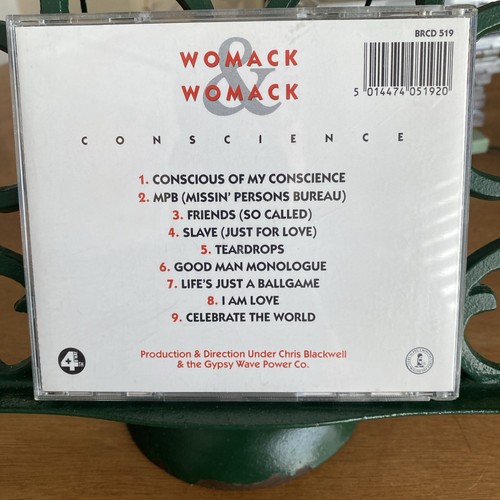 BRCD 519
WOMACK
&
WOMACK
5 014474 051920
CONSCIENCE
1. CONSCIOUS OF MY CONSCIENCE
2. MPB (MISSIN' PERSONS BUREAU)
3. FRIENDS (SO CALLED)
4. SLAVE (JUST FOR LOVE)
5. TEARDROPS
6. GOOD MAN MONOLOGUE
7. LIFE'S JUST A BALLGAME
8. I AM LOVE
9. CELEBRATE THE WORLD
Production & Direction Under Chris Blackwell
& the Gypsy Wave Power Co.
4